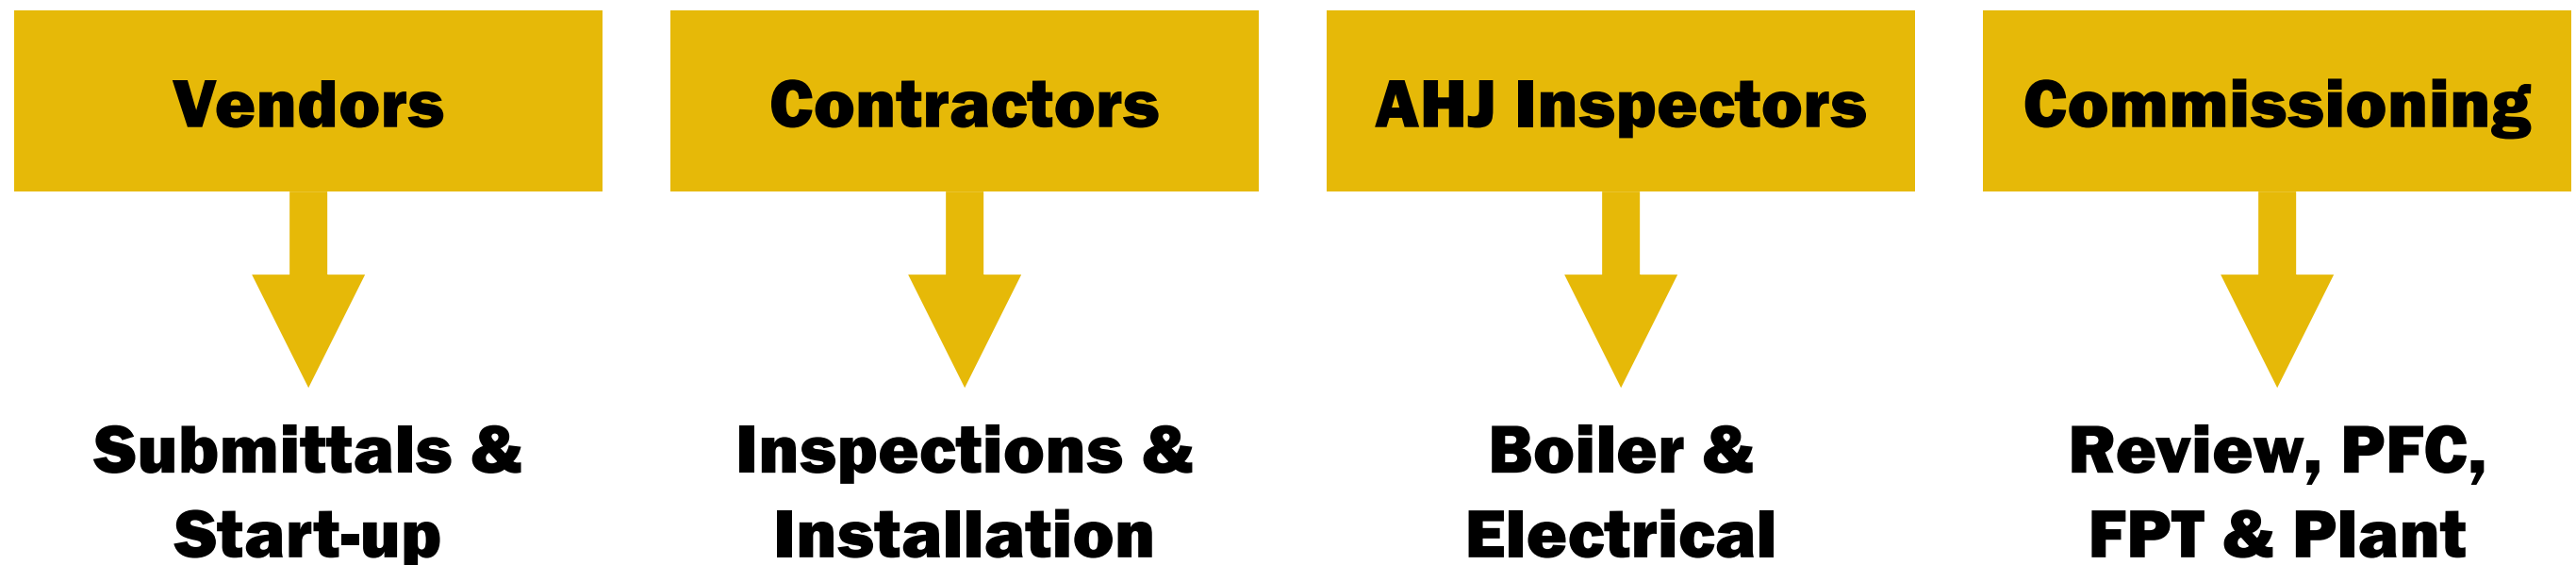 Vendors
Contractors
AHJ Inspectors
Commissioning
Submittals &
Start-up
Inspections &
Installation
Boiler &
Electrical
Review, PFC,
FPT & Plant